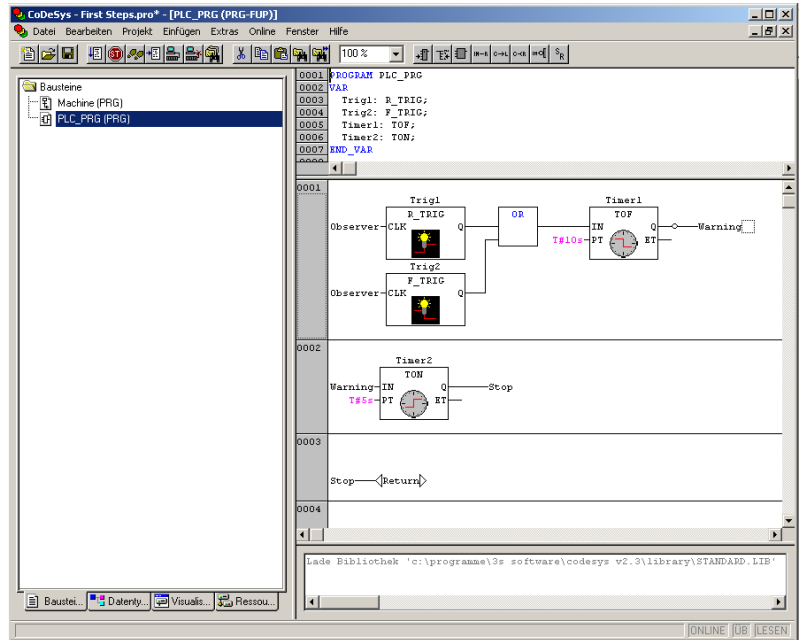 CoDeSys - First Steps.pro* - [PLC_PRG (PRG-FUP)]
Datei Bearbeiten Projekt Einfügen Extras Online Fenster Hilfe
100 %
Bausteine
Machine (PRG)
PLC_PRG (PRG)
0001 PROGRAM PLC_PRG
0002 VAR
0003 Trig1: R_TRIG;
0004 Trig2: F_TRIG;
0005 Timer1: TOF;
0006 Timer2: TON;
0007 END_VAR
0001
Trig1
R_TRIG
Observer CLK Q
OR
Timer1
TOF
IN Q Warning
T#10s PT ET
Trig2
F_TRIG
Observer CLK Q
0002
Timer2
TON
Warning IN Q Stop
T#5s PT ET
0003
Stop Return
0004
Lade Bibliothek 'c:\programme\3s software\codesys v2.3\library\STANDARD.LIB'
Baustei... Datenty... Visualis... Ressou...
ONLINE ÜB LESEN